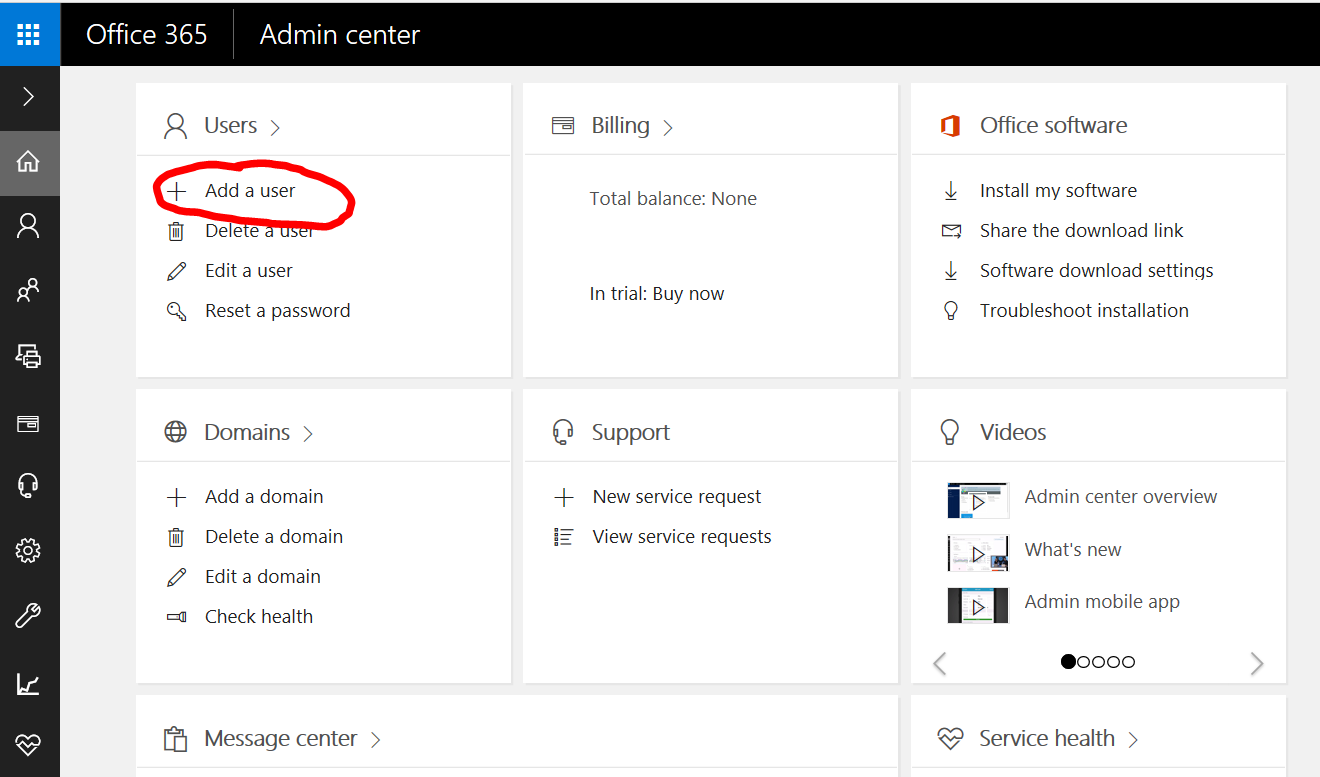 Office 365
Admin center
Users
Add a user
Delete a user
Edit a user
Reset a password
Billing
Total balance: None
In trial: Buy now
Office software
Install my software
Share the download link
Software download settings
Troubleshoot installation
Domains
Add a domain
Delete a domain
Edit a domain
Check health
Support
New service request
View service requests
Videos
Admin center overview
What's new
Admin mobile app
Message center
Service health